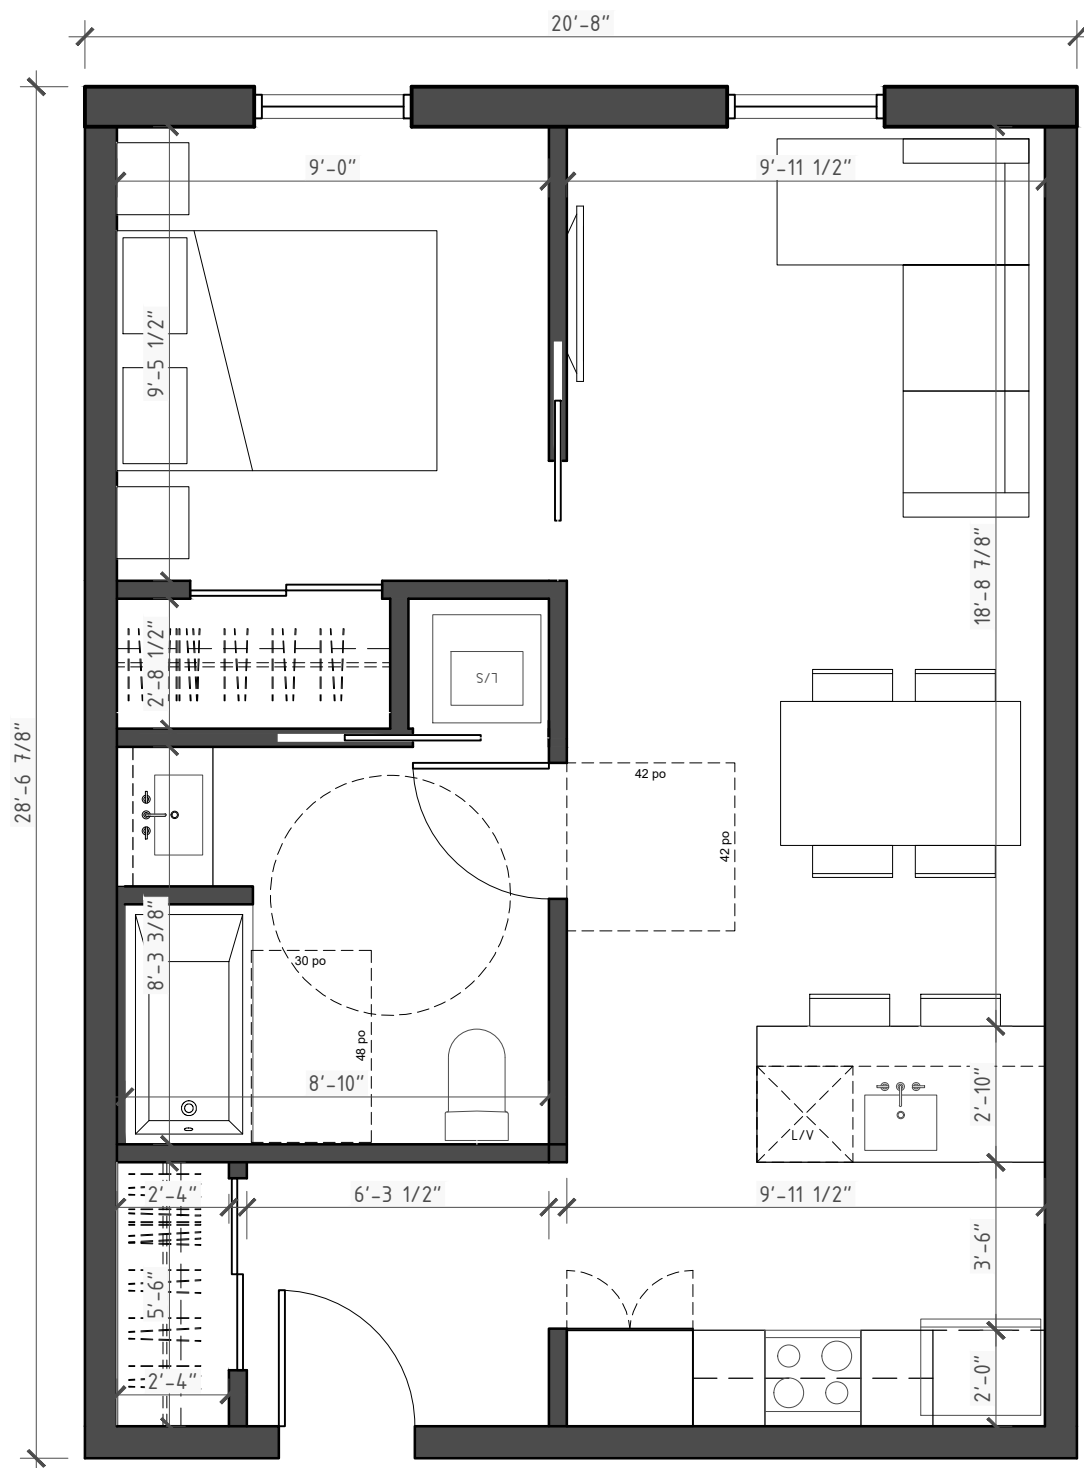 20'-8"
9'-0"
9'-11 1/2"
9'-5 1/2"
18'-8 7/8"
2'-8 1/2"
L/S
28'-6 7/8"
42 po
42 po
8'-3 3/8"
30 po
48 po
8'-10"
2'-10"
L/V
2'-4"
6'-3 1/2"
9'-11 1/2"
3'-6"
5'-6"
2'-4"
2'-0"